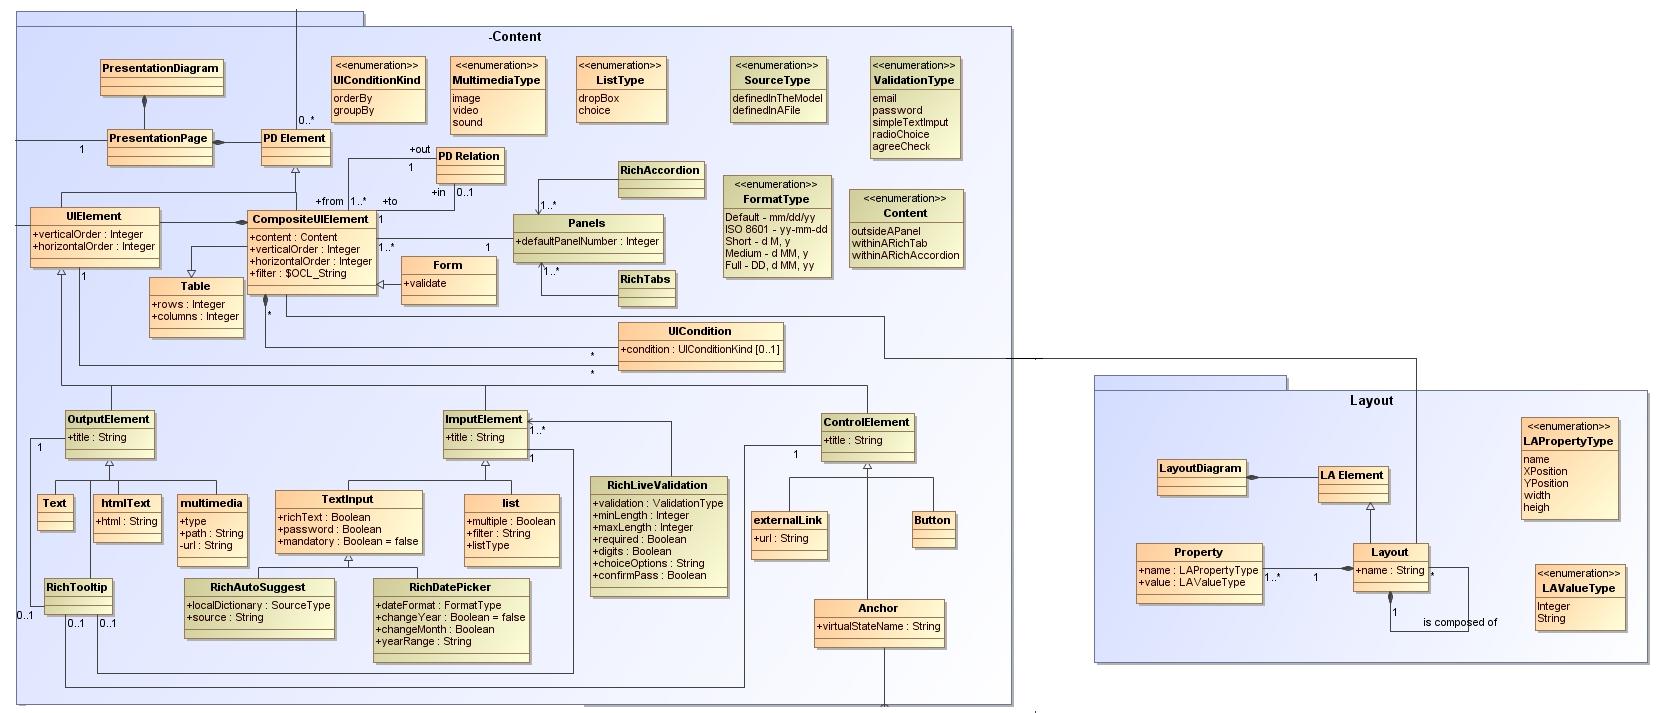 -Content
PresentationDiagram
<<enumeration>>
UIConditionKind
orderBy
groupBy
<<enumeration>>
MultimediaType
image
video
sound
<<enumeration>>
ListType
dropBox
choice
<<enumeration>>
SourceType
definedInTheModel
definedInAFile
<<enumeration>>
ValidationType
email
password
simpleTextImput
radioChoice
agreeCheck
0..*
PresentationPage
1
PD Element
+out
1
PD Relation
+in
0..1
+from
1..*
+to
1
RichAccordion
1..*
<<enumeration>>
FormatType
Default - mm/dd/yy
ISO 8601 - yy-mm-dd
Short - d M, y
Medium - d MM, y
Full - DD, d MM, yy
<<enumeration>>
Content
outsideAPanel
withinARichTab
withinARichAccordion
UIElement
+verticalOrder : Integer
+horizontalOrder : Integer
1
CompositeUIElement
+content : Content
+verticalOrder : Integer
+horizontalOrder : Integer
+filter : $OCL_String
1..*
1
Panels
+defaultPanelNumber : Integer
1..*
RichTabs
Form
+validate
Table
+rows : Integer
+columns : Integer
*
UICondition
+condition : UIConditionKind [0..1]
*
*
OutputElement
+title : String
1
ImputElement
+title : String
1..*
1
ControlElement
+title : String
1
Text
htmlText
+html : String
multimedia
+type
+path : String
-url : String
TextInput
+richText : Boolean
+password : Boolean
+mandatory : Boolean = false
list
+multiple : Boolean
+filter : String
+listType
RichLiveValidation
+validation : ValidationType
+minLength : Integer
+maxLength : Integer
+required : Boolean
+digits : Boolean
+choiceOptions : String
+confirmPass : Boolean
externalLink
+url : String
Button
RichTooltip
0..1
0..1
0..1
RichAutoSuggest
+localDictionary : SourceType
+source : String
RichDatePicker
+dateFormat : FormatType
+changeYear : Boolean = false
+changeMonth : Boolean
+yearRange : String
Anchor
+virtualStateName : String
Layout
<<enumeration>>
LAPropertyType
name
XPosition
YPosition
width
heigh
LayoutDiagram
LA Element
Property
+name : LAPropertyType
+value : LAValueType
1..*
1
Layout
+name : String
*
1
is composed of
<<enumeration>>
LAValueType
Integer
String